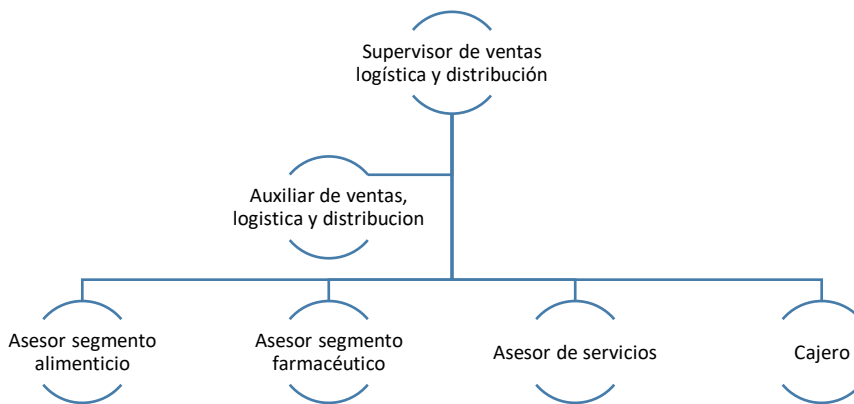 Supervisor de ventas
logística y distribución
Auxiliar de ventas,
logistica y distribucion
Asesor segmento
alimenticio
Asesor segmento
farmacéutico
Asesor de servicios
Cajero